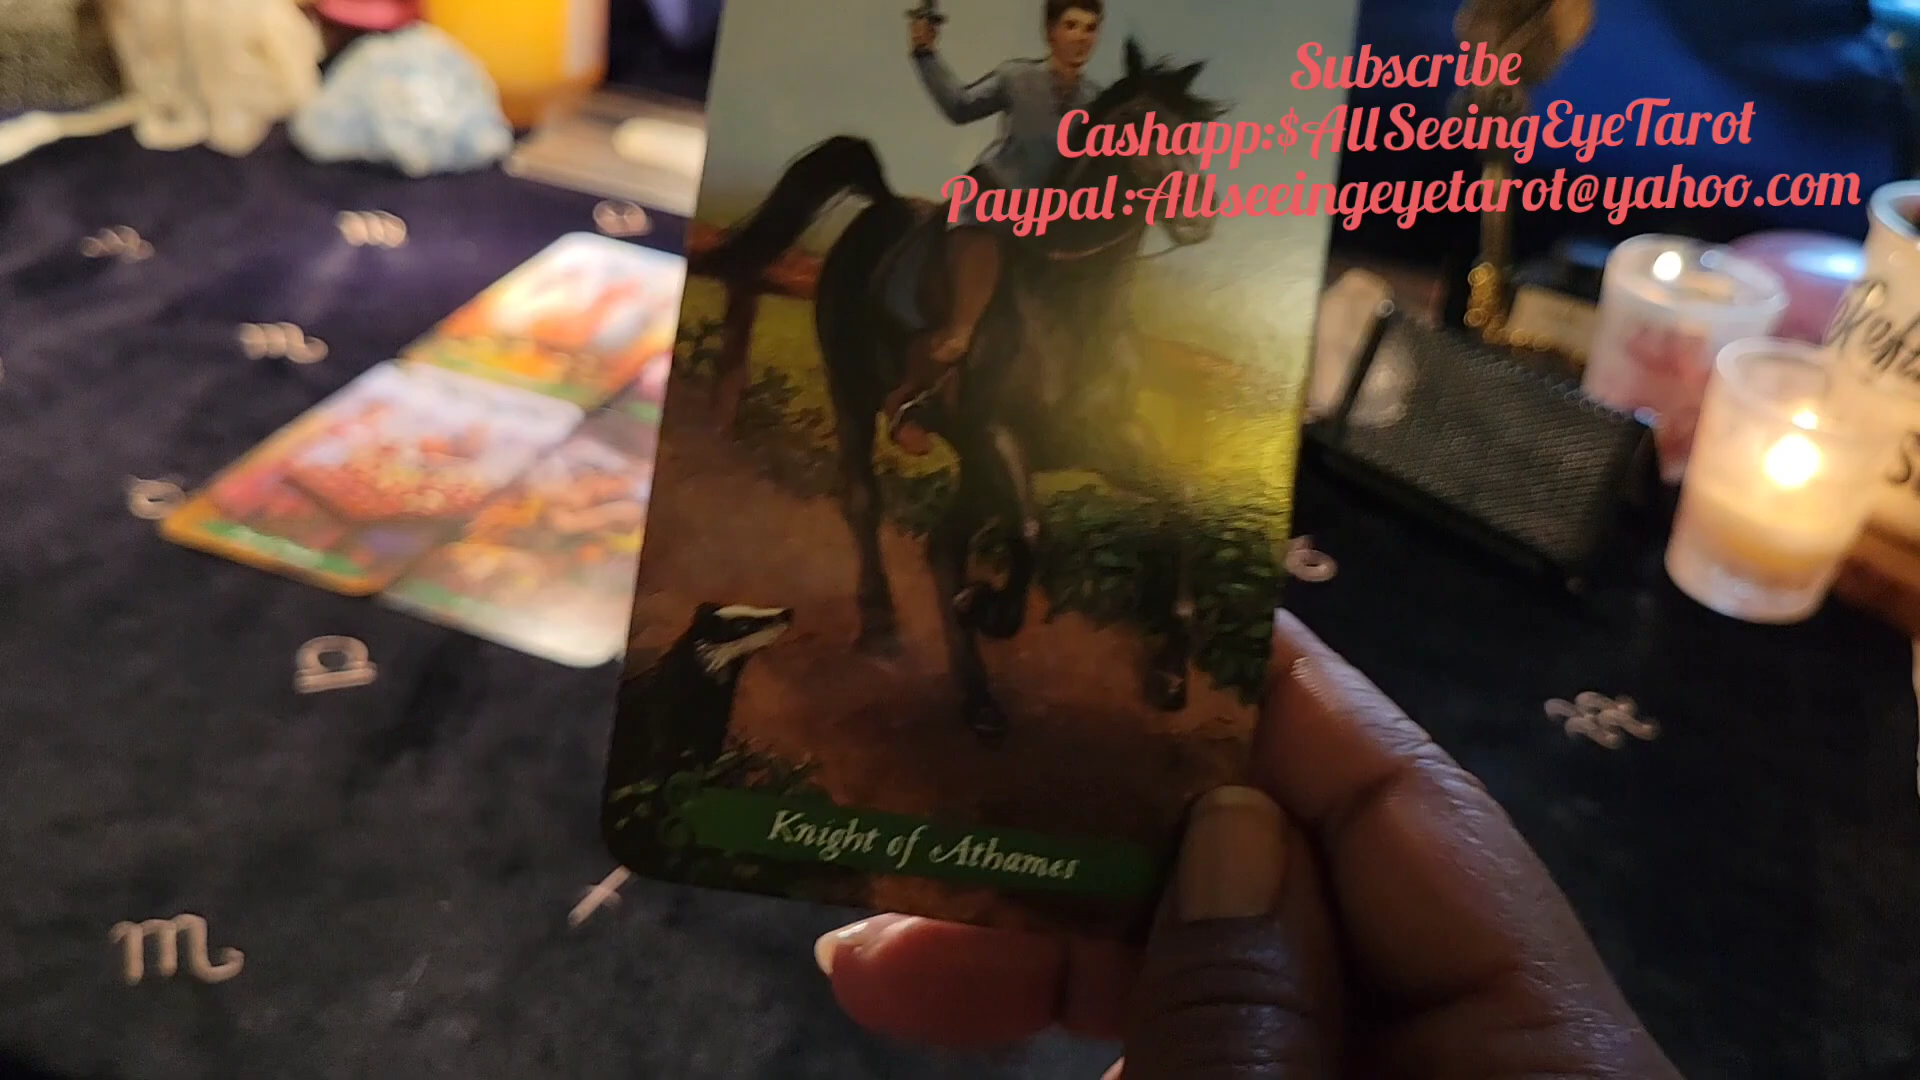 Subscribe
Cashapp:$AllSeeingEyeTarot
Paypal:Allseeingeyetarot@yahoo.com
Knight of Athames